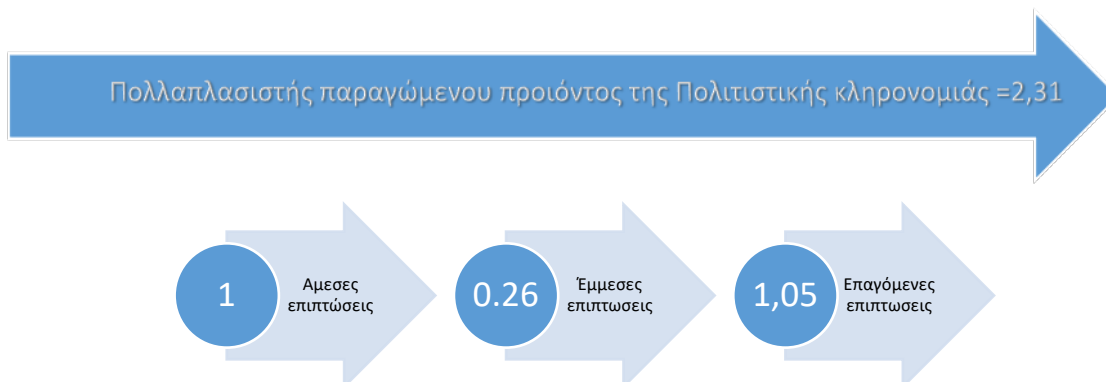 Πολλαπλασιστής παραγώμενου προιόντος της Πολιτιστικής κληρονομιάς =2,31
1
Αμεσες
επιπτώσεις
0.26
Έμμεσες
επιπτωσεις
1,05
Επαγόμενες
επιπτωσεις